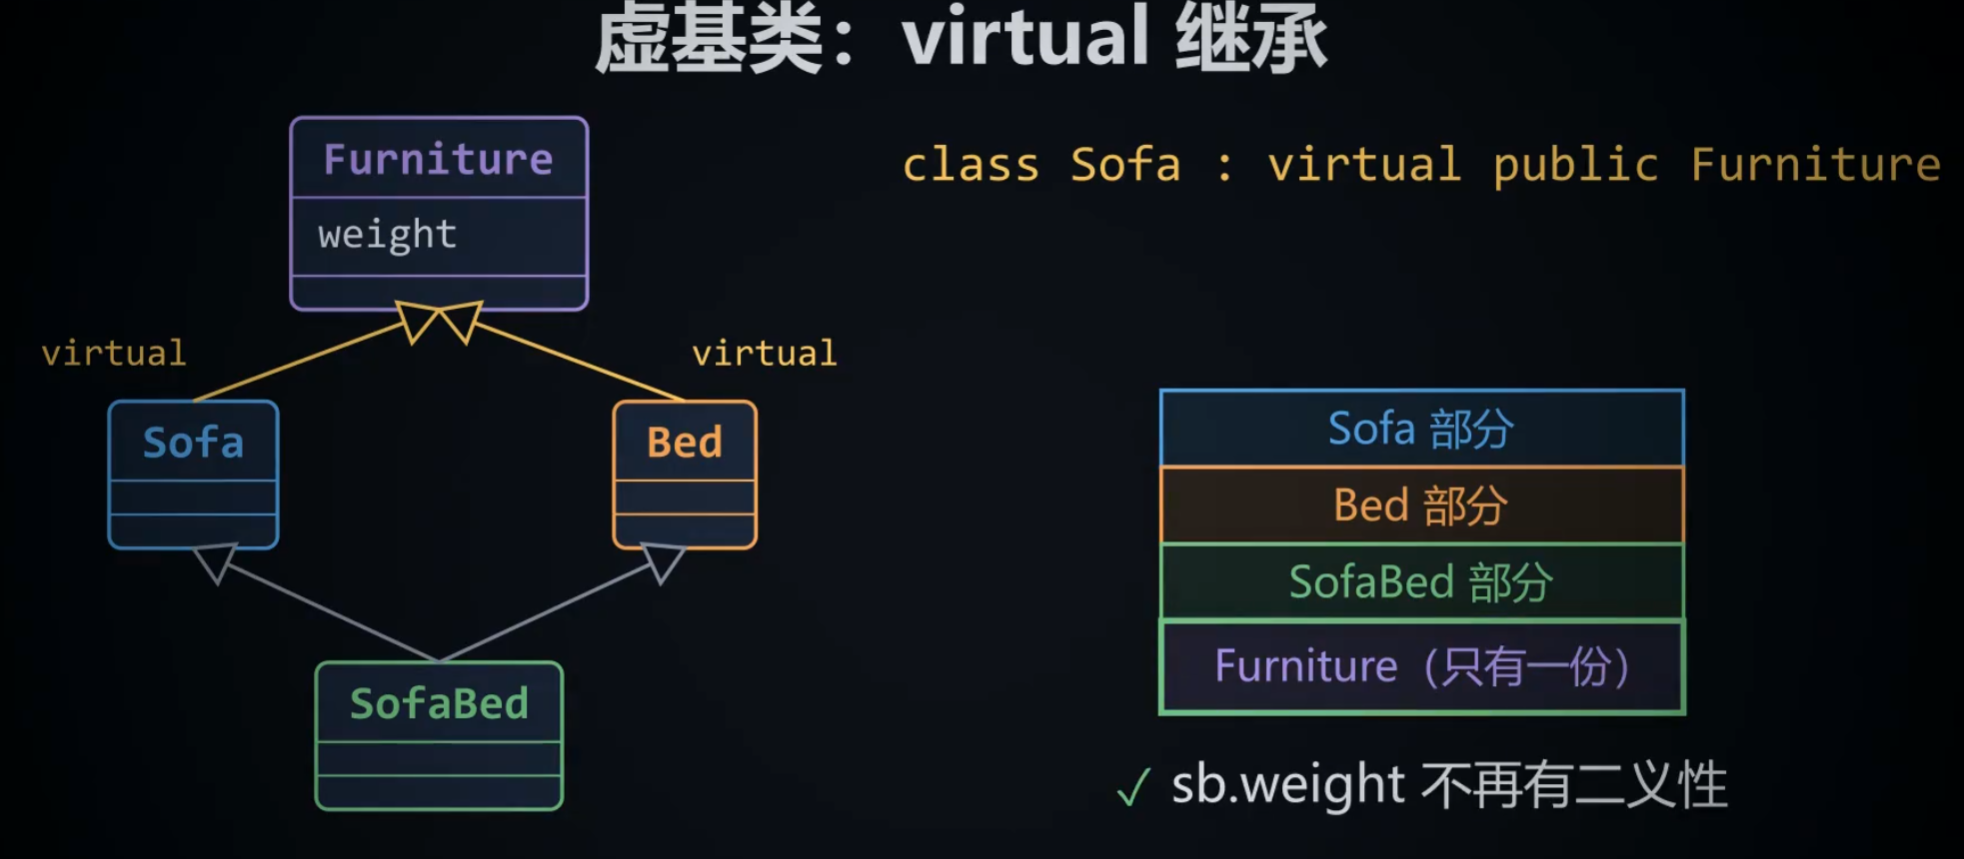 虚基类：virtual 继承
class Sofa : virtual public Furniture
Furniture
weight
virtual
virtual
Sofa
Bed
SofaBed
Sofa 部分
Bed 部分
SofaBed 部分
Furniture（只有一份）
✓ sb.weight 不再有二义性